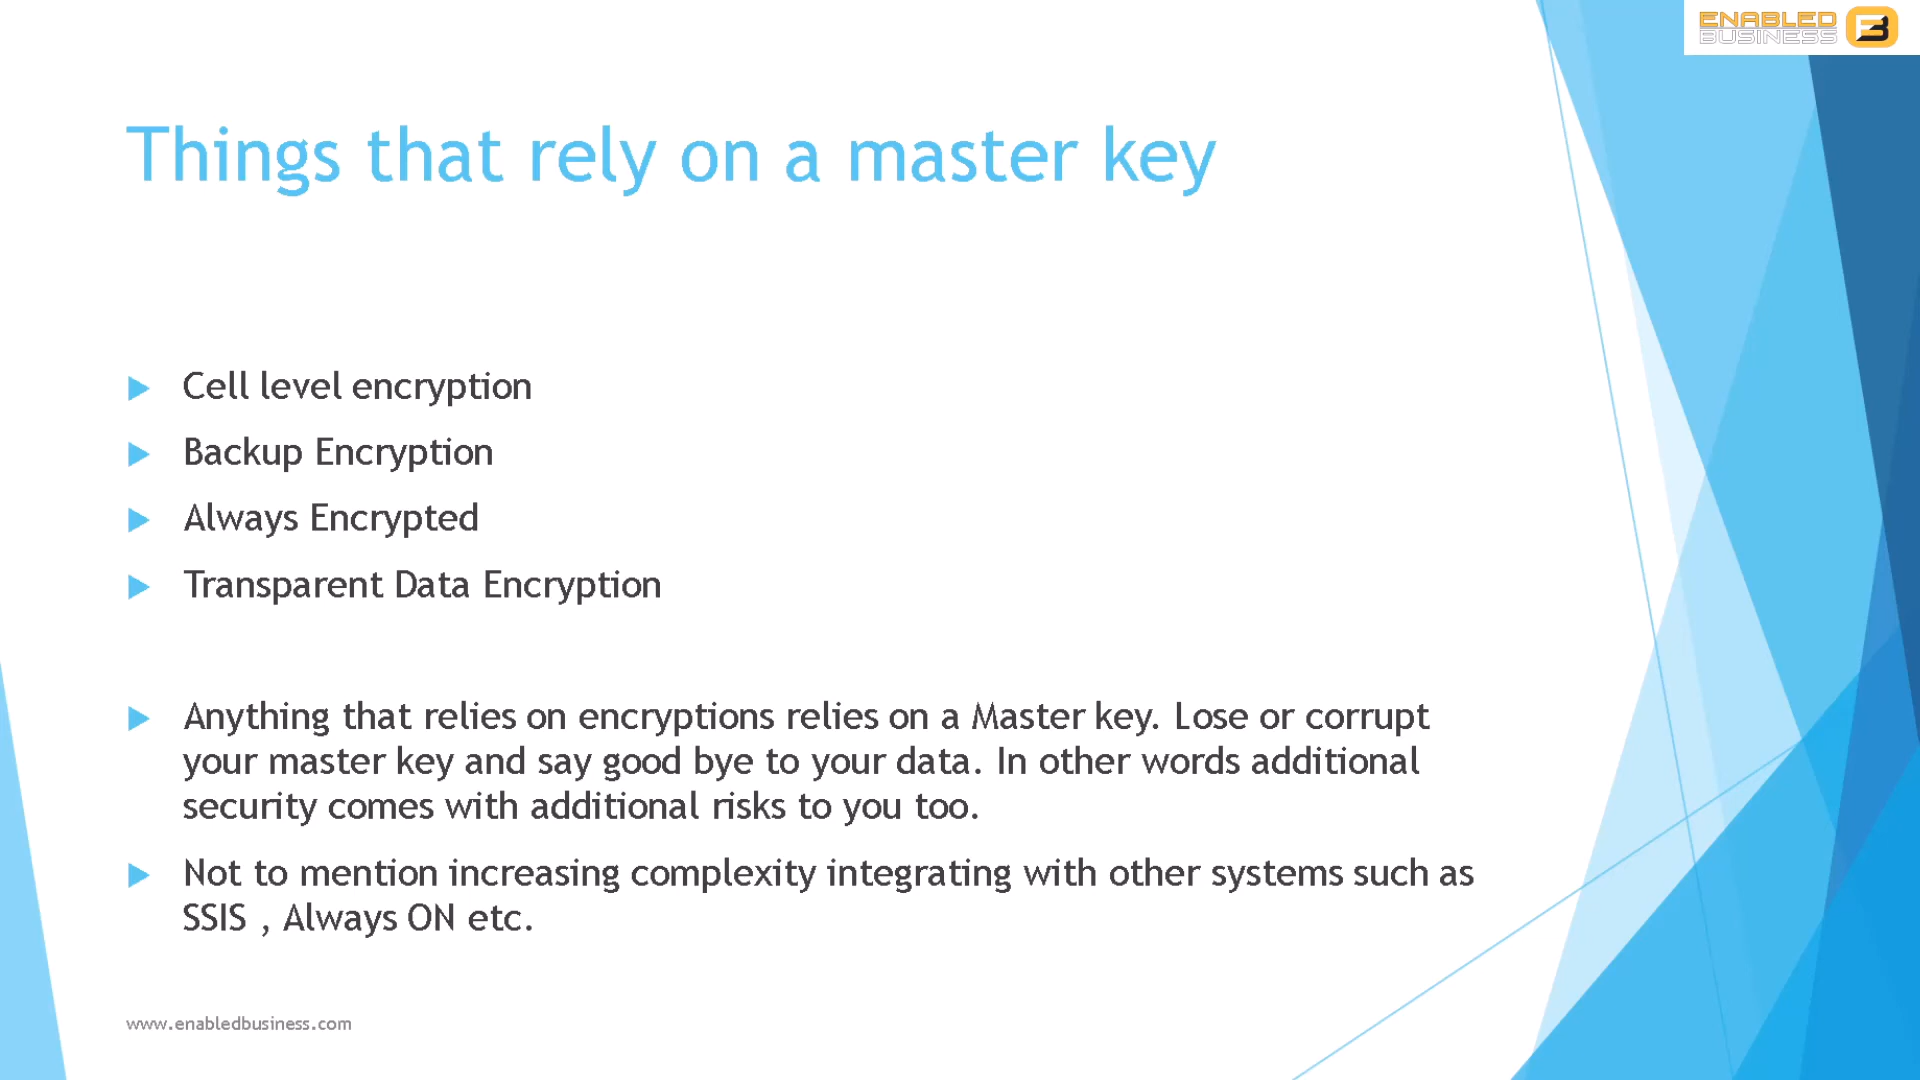 ENABLED
BUSINESS
Things that rely on a master key
Cell level encryption
Backup Encryption
Always Encrypted
Transparent Data Encryption
Anything that relies on encryptions relies on a Master key. Lose or corrupt
your master key and say good bye to your data. In other words additional
security comes with additional risks to you too.
Not to mention increasing complexity integrating with other systems such as
SSIS , Always ON etc.
www.enabledbusiness.com